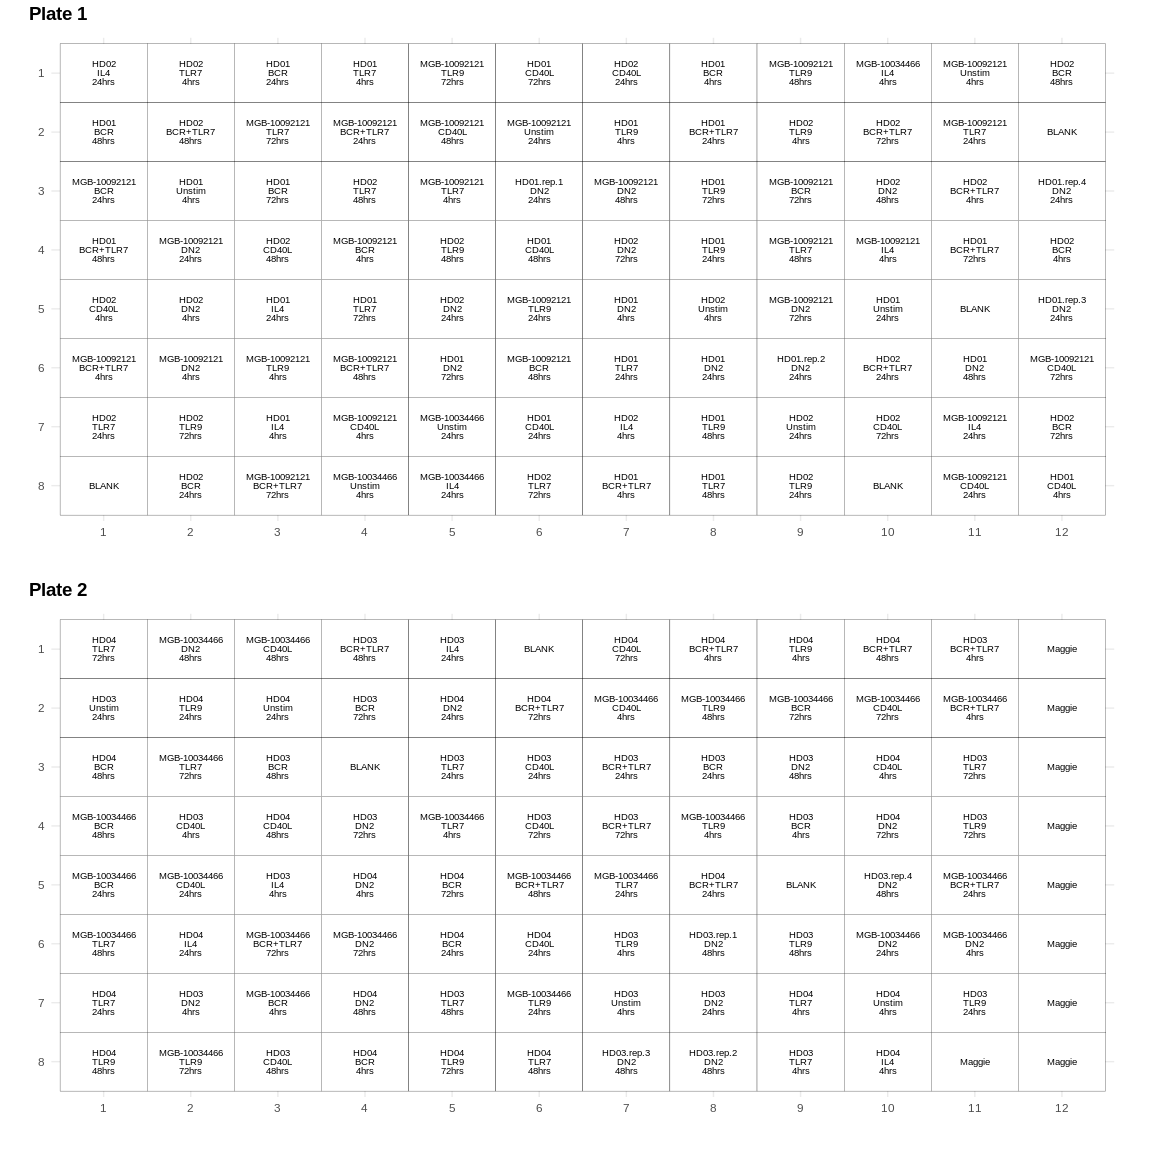 Plate 1
1
HD02 IL4 24hrs
HD02 TLR7 4hrs
HD01 BCR 24hrs
HD01 TLR7 4hrs
MGB-10092121 TLR9 72hrs
HD01 CD40L 72hrs
HD02 CD40L 24hrs
HD01 BCR 4hrs
MGB-10092121 TLR9 48hrs
MGB-10034466 IL4 4hrs
MGB-10092121 Unstim 4hrs
HD02 BCR 48hrs
2
HD01 BCR 48hrs
HD02 BCR+TLR7 48hrs
MGB-10092121 TLR7 72hrs
MGB-10092121 BCR+TLR7 24hrs
MGB-10092121 CD40L 48hrs
MGB-10092121 Unstim 24hrs
HD01 TLR9 4hrs
HD01 BCR+TLR7 24hrs
HD02 TLR9 4hrs
HD02 BCR+TLR7 72hrs
MGB-10092121 TLR7 24hrs
BLANK
3
MGB-10092121 BCR 24hrs
HD01 Unstim 4hrs
HD01 BCR 72hrs
HD02 TLR7 48hrs
MGB-10092121 TLR7 4hrs
HD01.rep.1 DN2 24hrs
MGB-10092121 DN2 48hrs
HD01 TLR9 72hrs
MGB-10092121 BCR 72hrs
HD02 DN2 48hrs
HD02 BCR+TLR7 4hrs
HD01.rep.4 DN2 24hrs
4
HD01 BCR+TLR7 48hrs
MGB-10092121 DN2 24hrs
HD02 CD40L 48hrs
MGB-10092121 BCR 4hrs
HD02 TLR9 48hrs
HD01 CD40L 48hrs
HD02 DN2 72hrs
HD01 TLR9 24hrs
MGB-10092121 TLR7 48hrs
MGB-10092121 IL4 4hrs
HD01 BCR+TLR7 72hrs
HD02 BCR 4hrs
5
HD02 CD40L 4hrs
HD02 DN2 4hrs
HD01 IL4 24hrs
HD01 TLR7 72hrs
HD02 DN2 24hrs
MGB-10092121 TLR9 24hrs
HD01 DN2 4hrs
HD02 Unstim 4hrs
MGB-10092121 DN2 72hrs
HD01 Unstim 24hrs
BLANK
HD01.rep.3 DN2 24hrs
6
MGB-10092121 BCR+TLR7 4hrs
MGB-10092121 DN2 4hrs
MGB-10092121 TLR9 4hrs
MGB-10092121 BCR+TLR7 48hrs
HD01 DN2 72hrs
MGB-10092121 BCR 48hrs
HD01 TLR7 24hrs
HD01 DN2 24hrs
HD01.rep.2 DN2 24hrs
HD02 BCR+TLR7 24hrs
HD01 DN2 48hrs
MGB-10092121 CD40L 72hrs
7
HD02 TLR7 24hrs
HD02 TLR9 72hrs
HD01 IL4 4hrs
MGB-10092121 CD40L 4hrs
MGB-10034466 Unstim 24hrs
HD01 CD40L 24hrs
HD02 IL4 4hrs
HD01 TLR9 48hrs
HD02 Unstim 24hrs
HD02 CD40L 72hrs
MGB-10092121 IL4 24hrs
HD02 BCR 72hrs
8
BLANK
HD02 BCR 24hrs
MGB-10092121 BCR+TLR7 72hrs
MGB-10034466 Unstim 4hrs
MGB-10034466 IL4 24hrs
HD02 TLR7 72hrs
HD01 BCR+TLR7 4hrs
HD01 TLR7 48hrs
HD02 TLR9 24hrs
BLANK
MGB-10092121 CD40L 24hrs
HD01 CD40L 4hrs
1 2 3 4 5 6 7 8 9 10 11 12
Plate 2
1
HD04 TLR7 72hrs
MGB-10034466 DN2 48hrs
MGB-10034466 CD40L 48hrs
HD03 BCR+TLR7 48hrs
HD03 IL4 24hrs
BLANK
HD04 CD40L 72hrs
HD04 BCR+TLR7 4hrs
HD04 TLR9 4hrs
HD04 BCR+TLR7 48hrs
HD03 BCR+TLR7 4hrs
Maggie
2
HD03 Unstim 24hrs
HD04 TLR9 24hrs
HD04 Unstim 24hrs
HD03 BCR 72hrs
HD04 DN2 24hrs
HD04 BCR+TLR7 72hrs
MGB-10034466 CD40L 4hrs
MGB-10034466 TLR9 48hrs
MGB-10034466 BCR 72hrs
MGB-10034466 CD40L 72hrs
MGB-10034466 BCR+TLR7 4hrs
Maggie
3
HD04 BCR 48hrs
MGB-10034466 TLR7 72hrs
HD03 BCR 48hrs
BLANK
HD03 TLR7 24hrs
HD03 CD40L 24hrs
HD03 BCR+TLR7 24hrs
HD03 BCR 24hrs
HD03 DN2 48hrs
HD04 CD40L 4hrs
HD03 TLR7 72hrs
Maggie
4
MGB-10034466 BCR 48hrs
HD03 CD40L 4hrs
HD04 CD40L 48hrs
HD03 DN2 72hrs
MGB-10034466 TLR7 4hrs
HD03 CD40L 72hrs
HD03 BCR+TLR7 72hrs
MGB-10034466 TLR9 4hrs
HD03 BCR 4hrs
HD04 DN2 72hrs
HD03 TLR9 72hrs
Maggie
5
MGB-10034466 BCR 24hrs
MGB-10034466 CD40L 24hrs
HD03 IL4 4hrs
HD04 DN2 4hrs
HD04 BCR 72hrs
MGB-10034466 BCR+TLR7 48hrs
MGB-10034466 TLR7 24hrs
HD04 BCR+TLR7 24hrs
BLANK
HD03.rep.4 DN2 48hrs
MGB-10034466 BCR+TLR7 24hrs
Maggie
6
MGB-10034466 TLR7 48hrs
HD04 IL4 24hrs
MGB-10034466 BCR+TLR7 72hrs
MGB-10034466 DN2 72hrs
HD04 BCR 24hrs
HD04 CD40L 24hrs
HD03 TLR9 4hrs
HD03.rep.1 DN2 48hrs
HD03 TLR9 48hrs
MGB-10034466 DN2 24hrs
MGB-10034466 DN2 4hrs
Maggie
7
HD04 TLR7 24hrs
HD03 DN2 4hrs
MGB-10034466 BCR 4hrs
HD04 DN2 48hrs
HD03 TLR7 48hrs
MGB-10034466 TLR9 24hrs
HD03 Unstim 4hrs
HD03 DN2 24hrs
HD04 TLR7 4hrs
HD04 Unstim 4hrs
HD03 TLR9 24hrs
Maggie
8
HD04 TLR9 48hrs
MGB-10034466 TLR9 72hrs
HD03 CD40L 48hrs
HD04 BCR 4hrs
HD04 TLR9 72hrs
HD04 TLR7 48hrs
HD03.rep.3 DN2 48hrs
HD03.rep.2 DN2 48hrs
HD03 TLR7 4hrs
HD04 IL4 4hrs
Maggie
Maggie
1 2 3 4 5 6 7 8 9 10 11 12